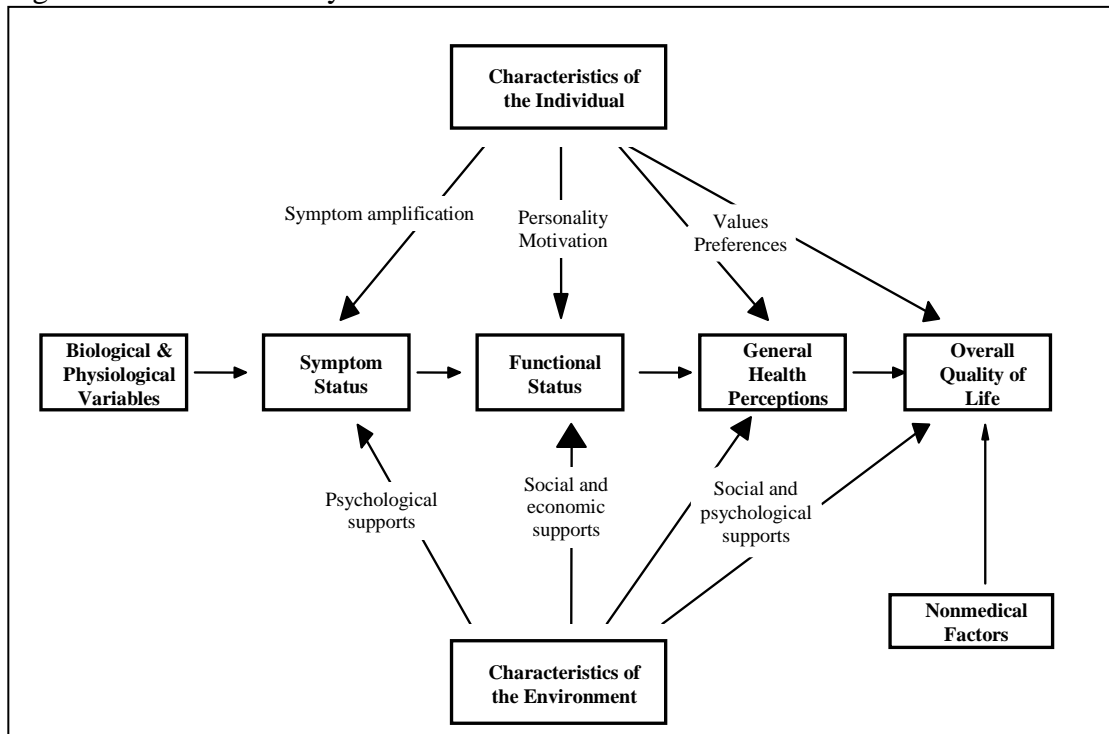 Characteristics of
the Individual
Symptom amplification
Personality
Motivation
Values
Preferences
Biological &
Physiological
Variables
Symptom
Status
Functional
Status
General
Health
Perceptions
Overall
Quality of
Life
Psychological
supports
Social and
economic
supports
Social and
psychological
supports
Nonmedical
Factors
Characteristics of
the Environment